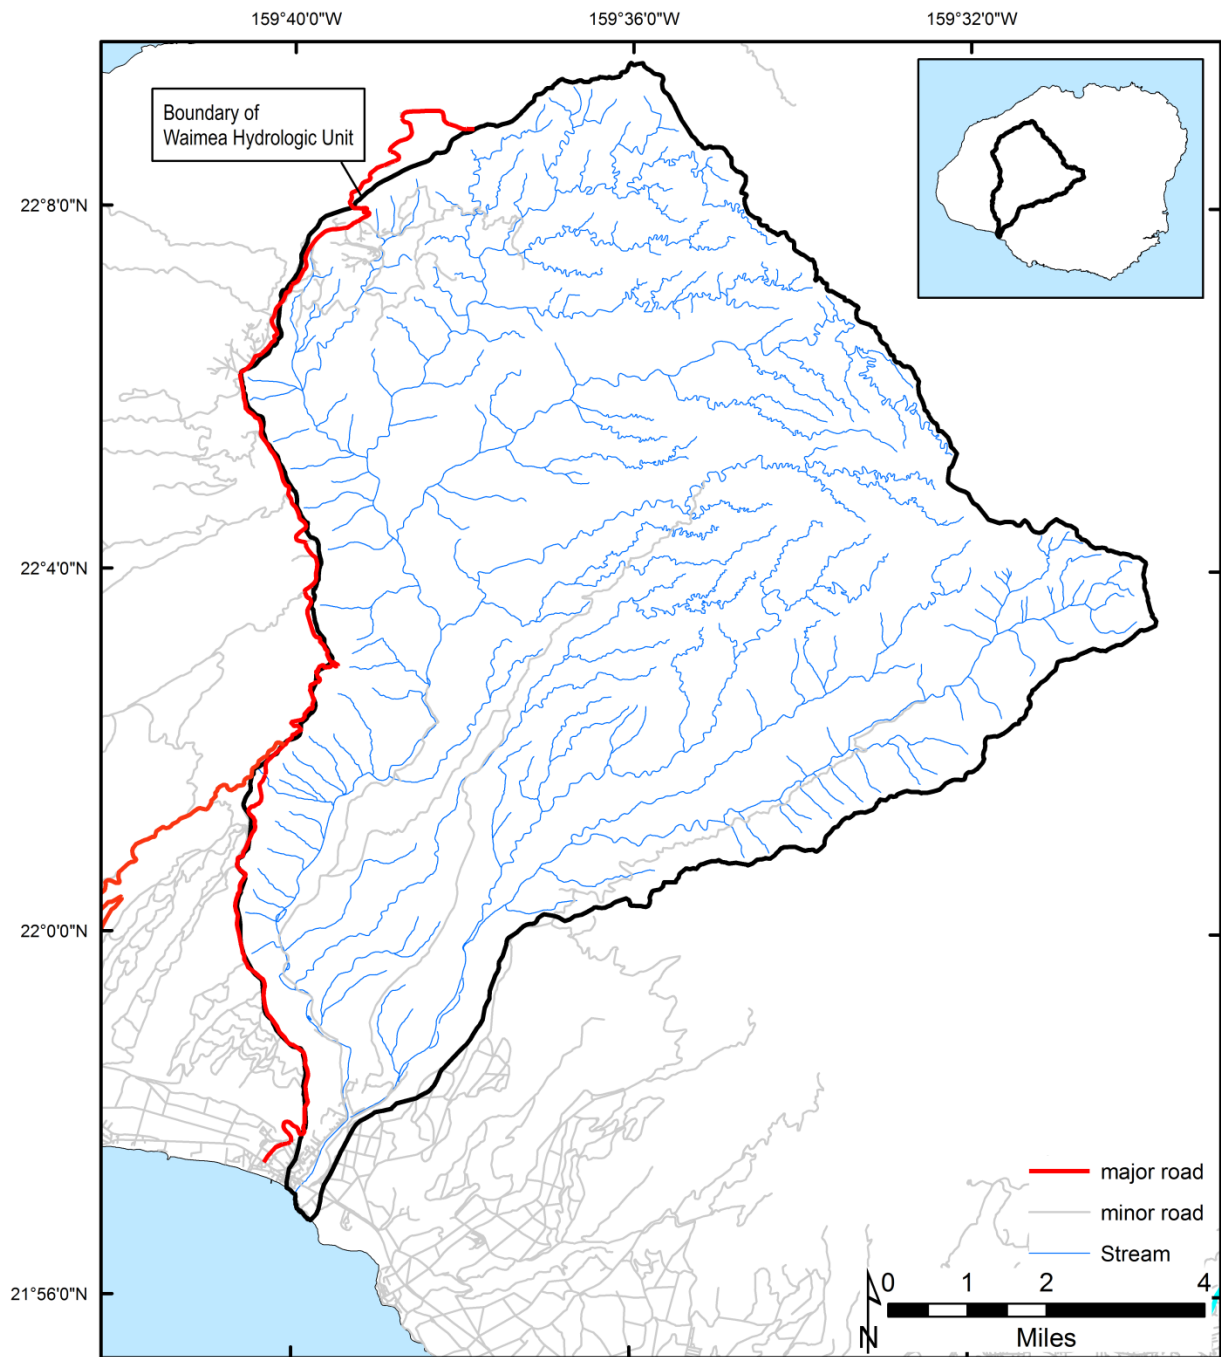 159°40'0"W
159°36'0"W
159°32'0"W
Boundary of
Waimea Hydrologic Unit
22°8'0"N
22°4'0"N
22°0'0"N
21°56'0"N
major road
minor road
Stream
0 1 2 4
N
Miles